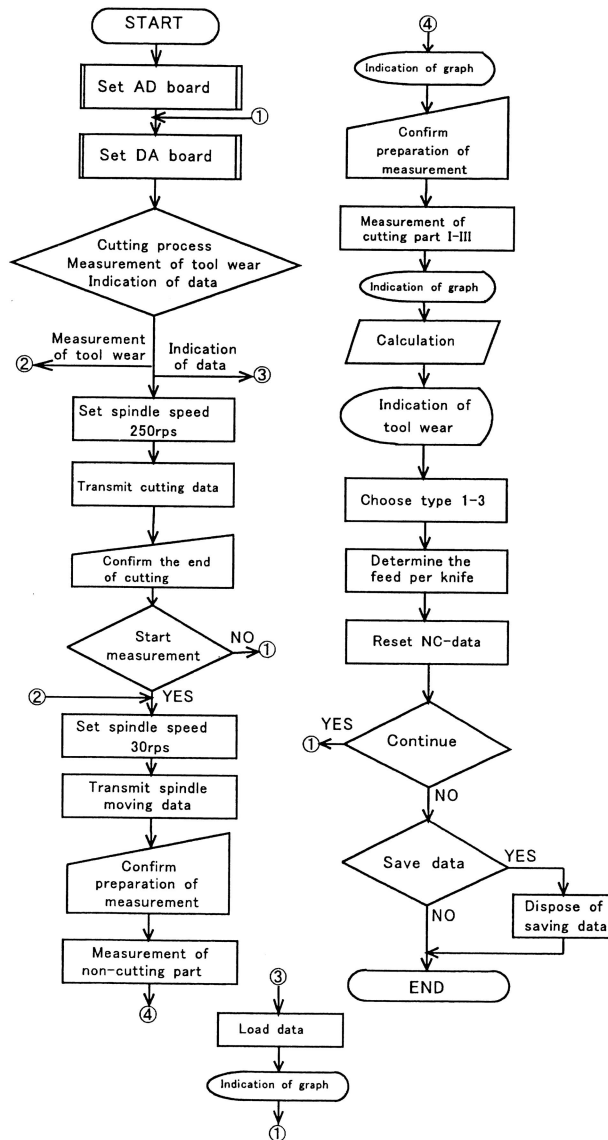 START
Set AD board
①
Set DA board
Cutting process
Measurement of tool wear
Indication of data
Measurement
of tool wear
②
Indication
of data
③
Set spindle speed
250rps
Transmit cutting data
Confirm the end
of cutting
Start
measurement
NO
①
②
YES
Set spindle speed
30rps
Transmit spindle
moving data
Confirm
preparation of
measurement
Measurement of
non-cutting part
④
④
Indication of graph
Confirm
preparation of
measurement
Measurement of
cutting part I-III
Indication of graph
Calculation
Indication of
tool wear
Choose type 1-3
Determine the
feed per knife
Reset NC-data
YES
①
Continue
NO
Save data
YES
NO
Dispose of
saving data
END
③
Load data
Indication of graph
①